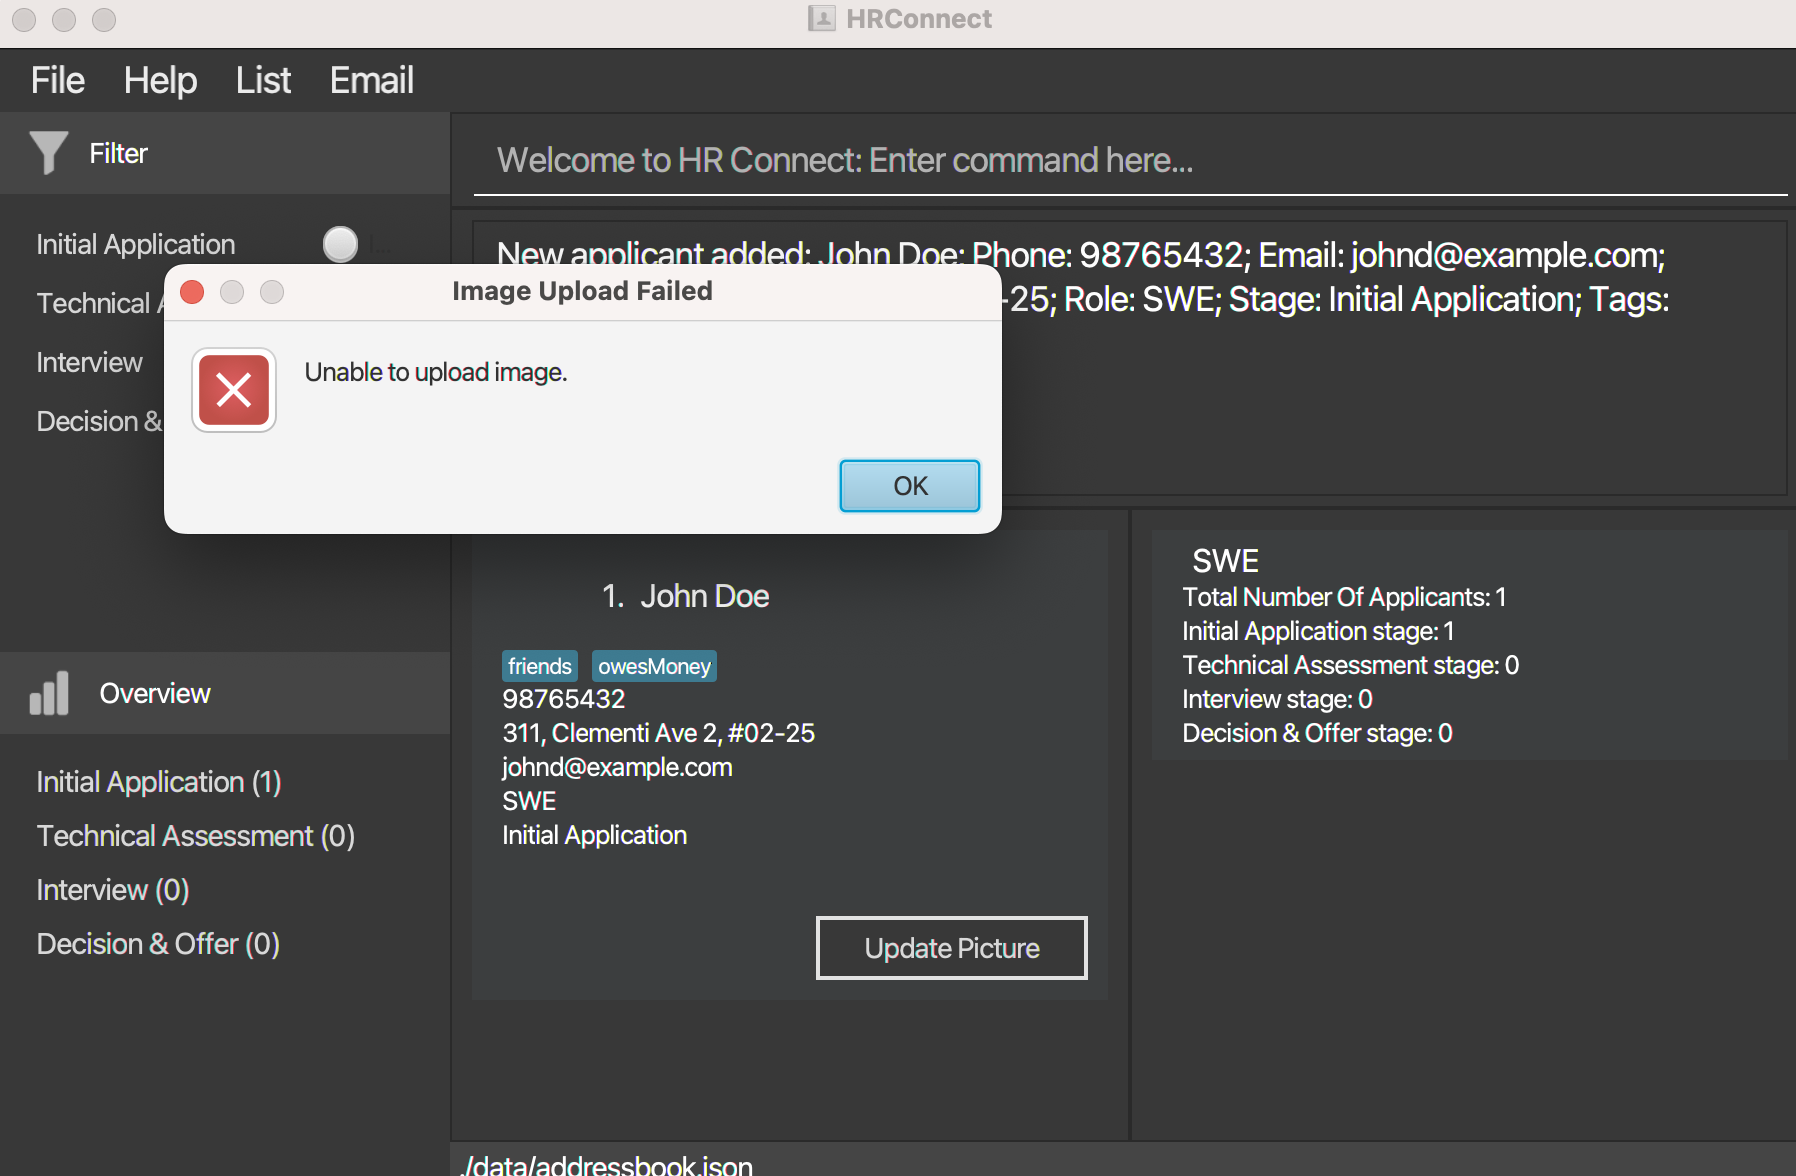 HRConnect
File Help List Email
Filter
Welcome to HR Connect: Enter command here...
Initial Application
New applicant added: John Doe; Phone: 98765432; Email: johnd@example.com;
Technical
-25; Role: SWE; Stage: Initial Application; Tags:
Interview
Decision &
Image Upload Failed
Unable to upload image.
OK
1. John Doe
friends owesMoney
98765432
311, Clementi Ave 2, #02-25
johnd@example.com
SWE
Initial Application
Update Picture
SWE
Total Number Of Applicants: 1
Initial Application stage: 1
Technical Assessment stage: 0
Interview stage: 0
Decision & Offer stage: 0
Overview
Initial Application (1)
Technical Assessment (0)
Interview (0)
Decision & Offer (0)
./data/addressbook.json